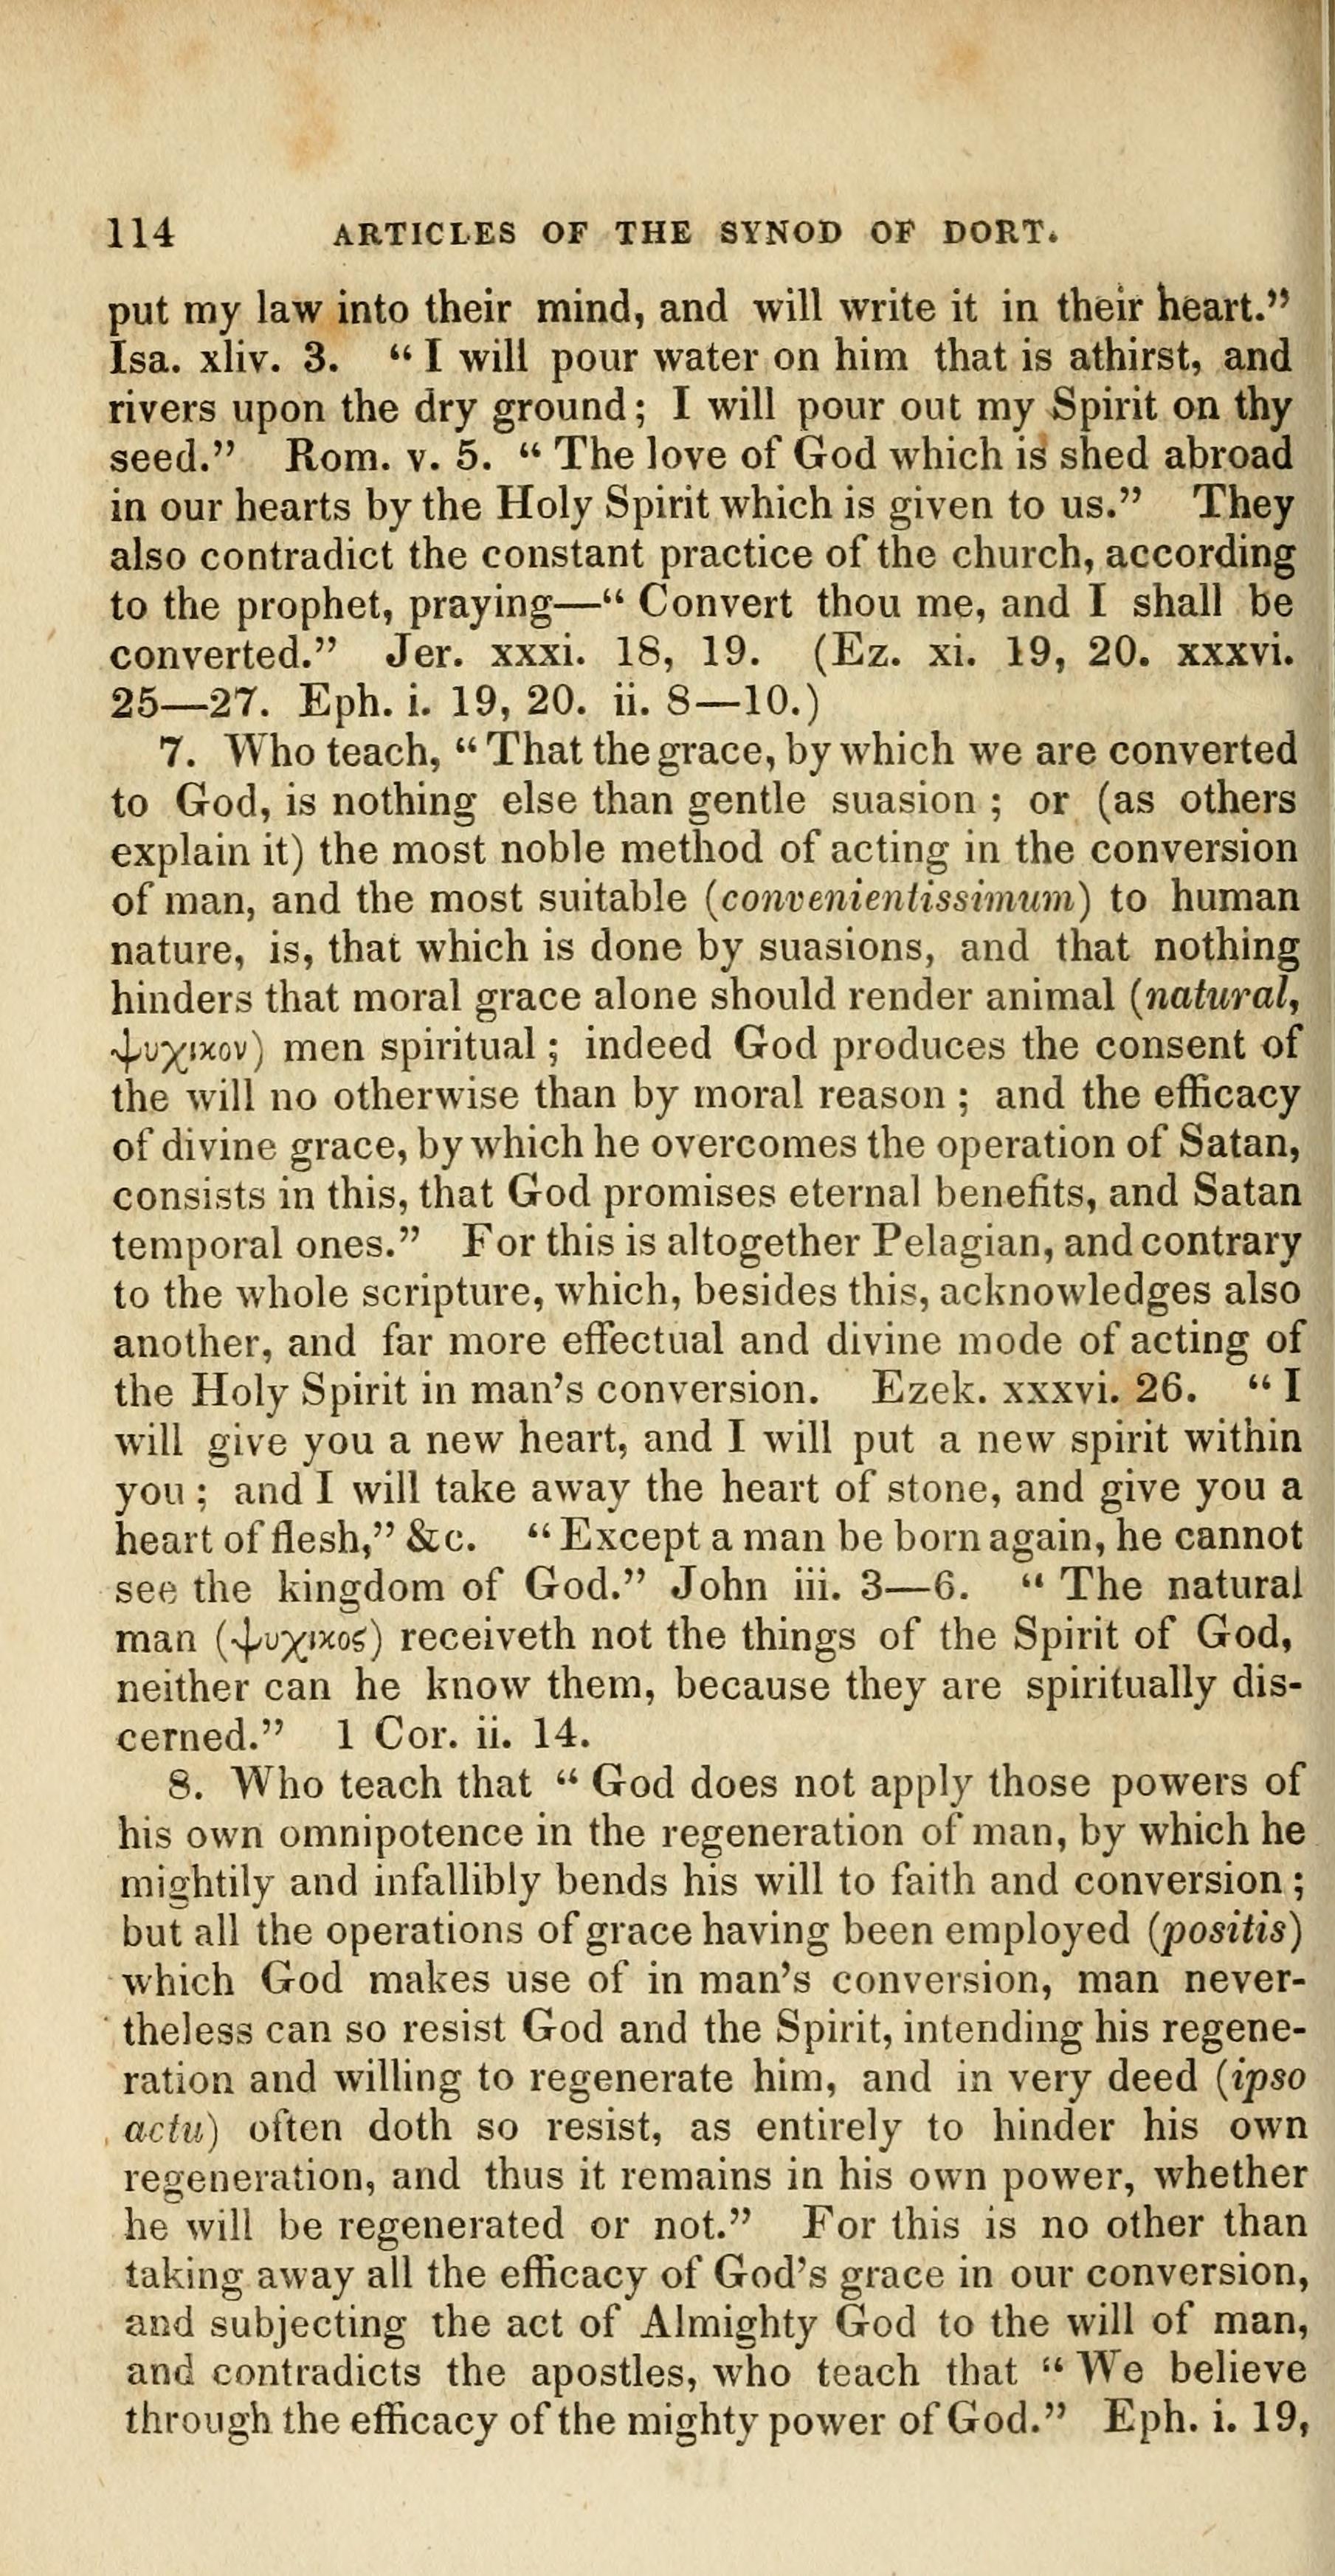 114 ARTICLES OF THE SYNOD OF DORT.
put my law into their mind, and will write it in their heart."
Isa. xliv. 3. "I will pour water on him that is athirst, and
rivers upon the dry ground; I will pour out my Spirit on thy
seed." Rom. v. 5. "The love of God which is shed abroad
in our hearts by the Holy Spirit which is given to us." They
also contradict the constant practice of the church, according
to the prophet, praying—"Convert thou me, and I shall be
converted." Jer. xxxi. 18, 19. (Ez. xi. 19, 20. xxxvi.
25—27. Eph. i. 19, 20. ii. 8—10.)
7. Who teach, "That the grace, by which we are converted
to God, is nothing else than gentle suasion; or (as others
explain it) the most noble method of acting in the conversion
of man, and the most suitable (convenientissimum) to human
nature, is, that which is done by suasions, and that nothing
hinders that moral grace alone should render animal (natural,
ψυχικον) men spiritual; indeed God produces the consent of
the will no otherwise than by moral reason; and the efficacy
of divine grace, by which he overcomes the operation of Satan,
consists in this, that God promises eternal benefits, and Satan
temporal ones." For this is altogether Pelagian, and contrary
to the whole scripture, which, besides this, acknowledges also
another, and far more effectual and divine mode of acting of
the Holy Spirit in man's conversion. Ezek. xxxvi. 26. "I
will give you a new heart, and I will put a new spirit within
you; and I will take away the heart of stone, and give you a
heart of flesh," &c. "Except a man be born again, he cannot
see the kingdom of God." John iii. 3—6. "The natural
man (ψυχικος) receiveth not the things of the Spirit of God,
neither can he know them, because they are spiritually dis-
cerned." 1 Cor. ii. 14.
8. Who teach that "God does not apply those powers of
his own omnipotence in the regeneration of man, by which he
mightily and infallibly bends his will to faith and conversion;
but all the operations of grace having been employed (positis)
which God makes use of in man's conversion, man never-
theless can so resist God and the Spirit, intending his regene-
ration and willing to regenerate him, and in very deed (ipso
actu) often doth so resist, as entirely to hinder his own
regeneration, and thus it remains in his own power, whether
he will be regenerated or not." For this is no other than
taking away all the efficacy of God's grace in our conversion,
and subjecting the act of Almighty God to the will of man,
and contradicts the apostles, who teach that "We believe
through the efficacy of the mighty power of God." Eph. i. 19,